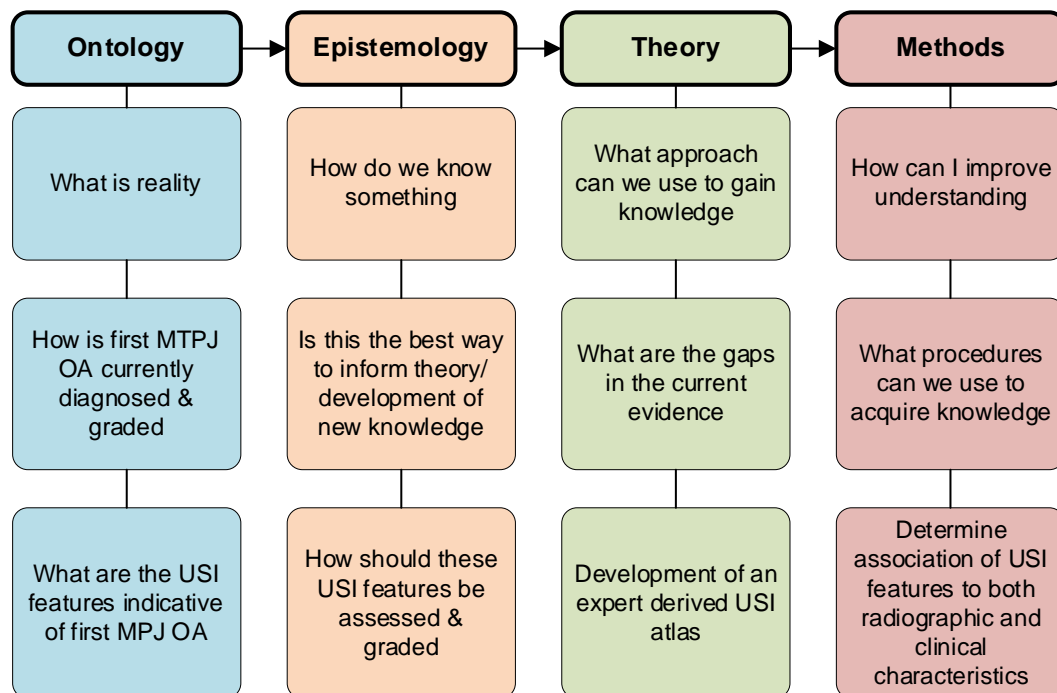 Ontology
Epistemology
Theory
Methods
What is reality
How do we know
something
What approach
can we use to gain
knowledge
How can I improve
understanding
How is first MTPJ
OA currently
diagnosed &
graded
Is this the best way
to inform theory/
development of
new knowledge
What are the gaps
in the current
evidence
What procedures
can we use to
acquire knowledge
What are the USI
features indicative
of first MPJ OA
How should these
USI features be
assessed &
graded
Development of an
expert derived USI
atlas
Determine
association of USI
features to both
radiographic and
clinical
characteristics